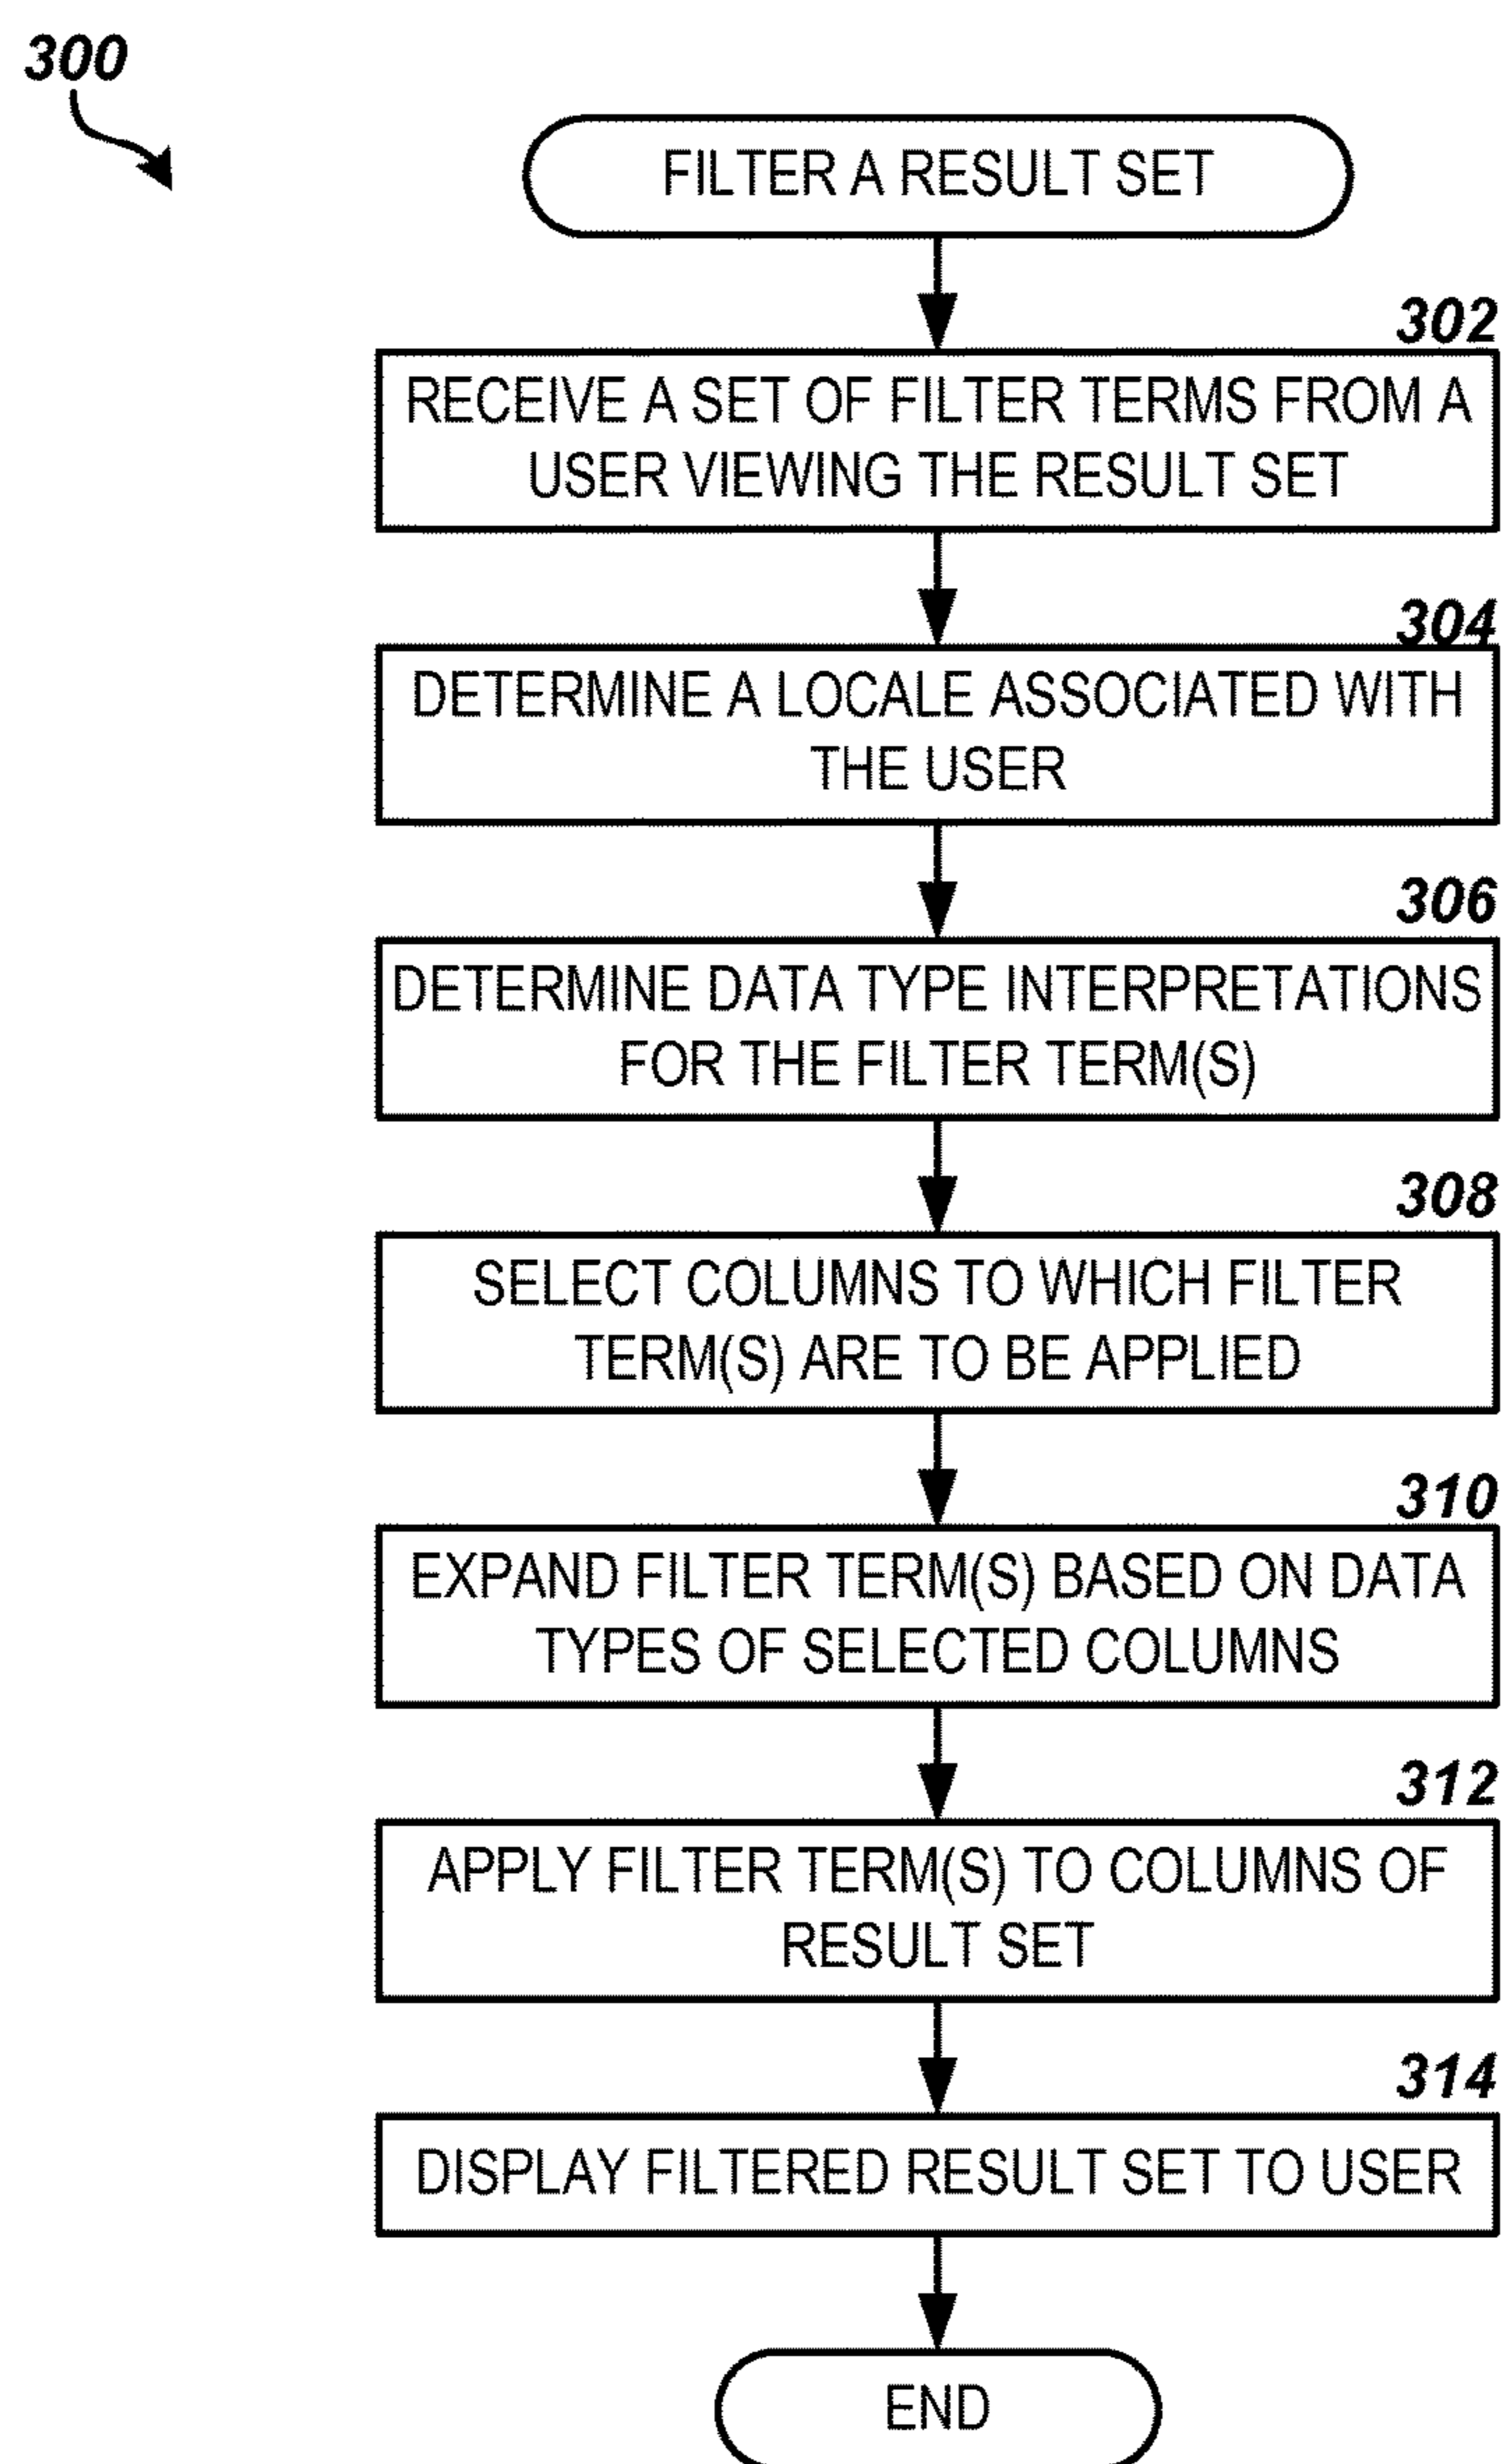 300
FILTER A RESULT SET
302
RECEIVE A SET OF FILTER TERMS FROM A
USER VIEWING THE RESULT SET
304
DETERMINE A LOCALE ASSOCIATED WITH
THE USER
306
DETERMINE DATA TYPE INTERPRETATIONS
FOR THE FILTER TERM(S)
308
SELECT COLUMNS TO WHICH FILTER
TERM(S) ARE TO BE APPLIED
310
EXPAND FILTER TERM(S) BASED ON DATA
TYPES OF SELECTED COLUMNS
312
APPLY FILTER TERM(S) TO COLUMNS OF
RESULT SET
314
DISPLAY FILTERED RESULT SET TO USER
END